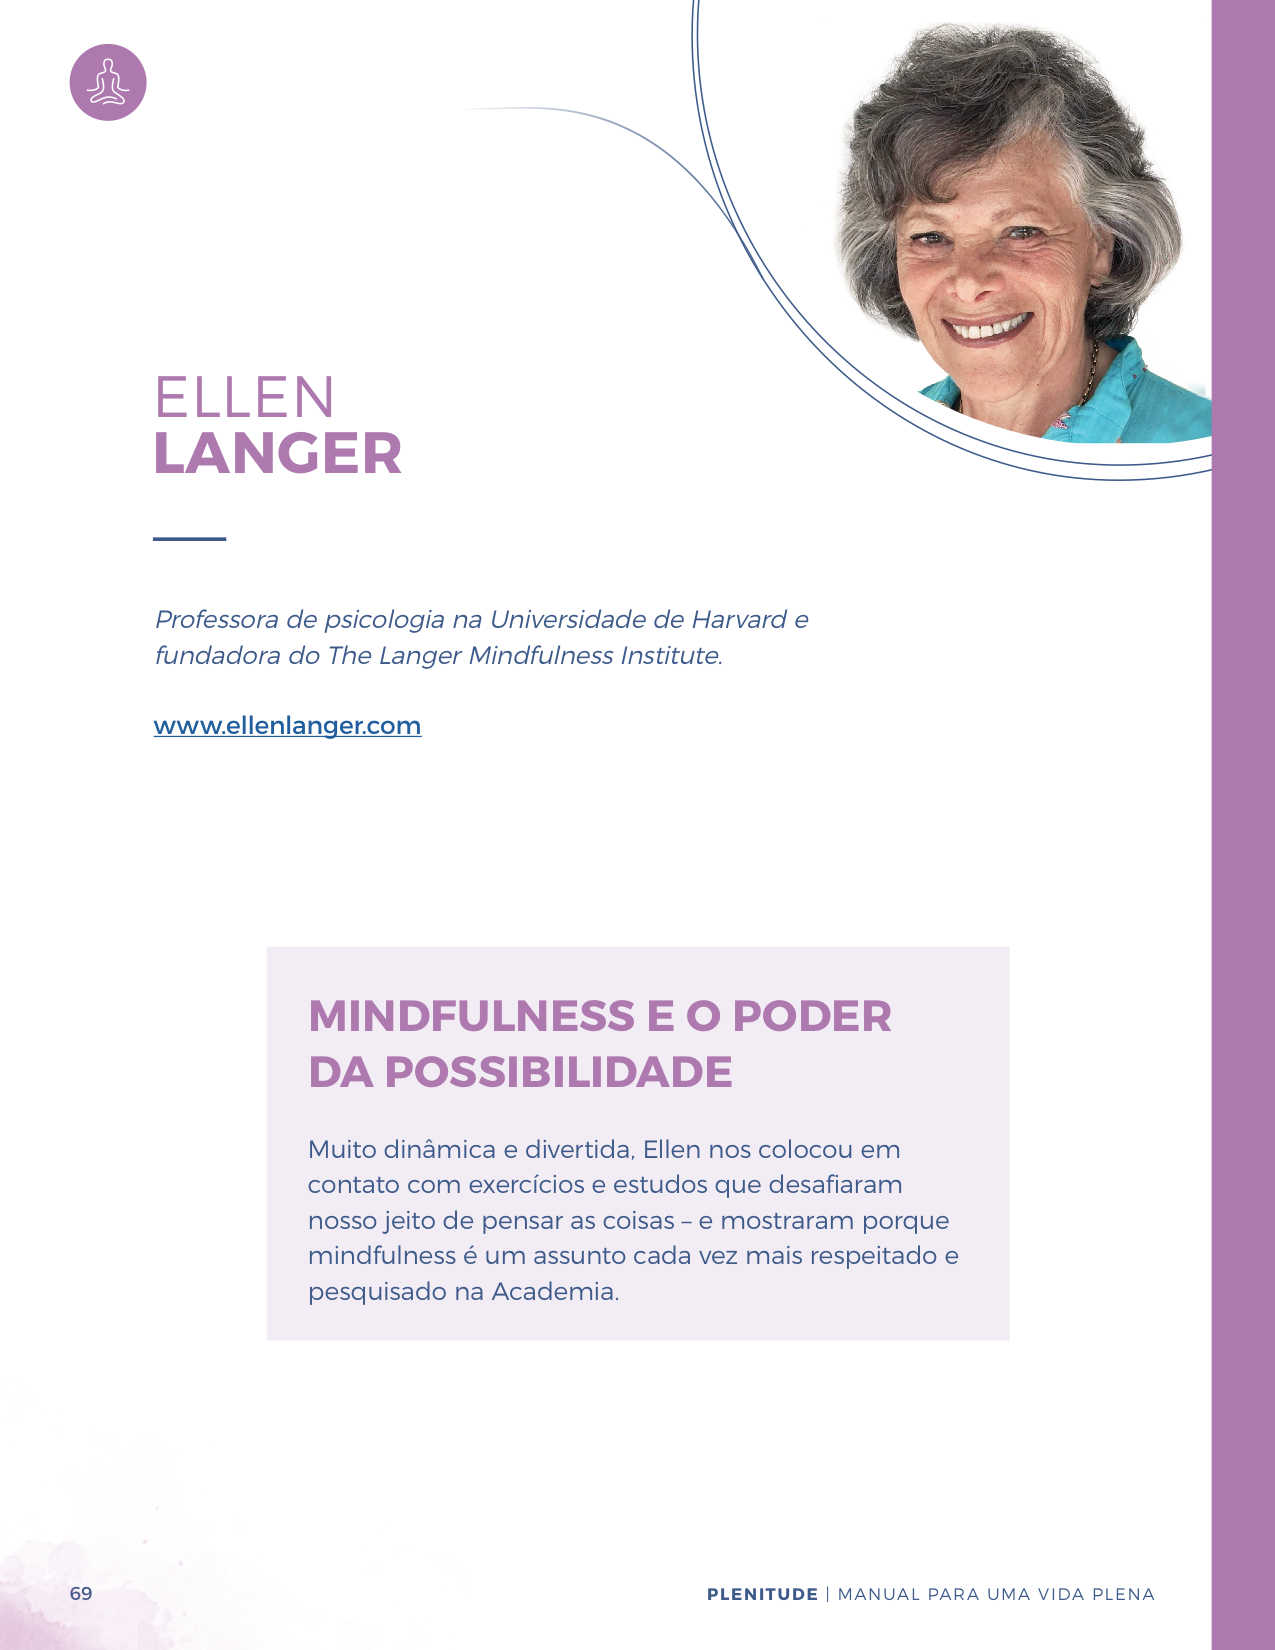 ELLEN
LANGER
Professora de psicologia na Universidade de Harvard e
fundadora do The Langer Mindfulness Institute.
www.ellenlanger.com
MINDFULNESS E O PODER
DA POSSIBILIDADE
Muito dinâmica e divertida, Ellen nos colocou em
contato com exercícios e estudos que desafiaram
nosso jeito de pensar as coisas – e mostraram porque
mindfulness é um assunto cada vez mais respeitado e
pesquisado na Academia.
69
PLENITUDE | MANUAL PARA UMA VIDA PLENA